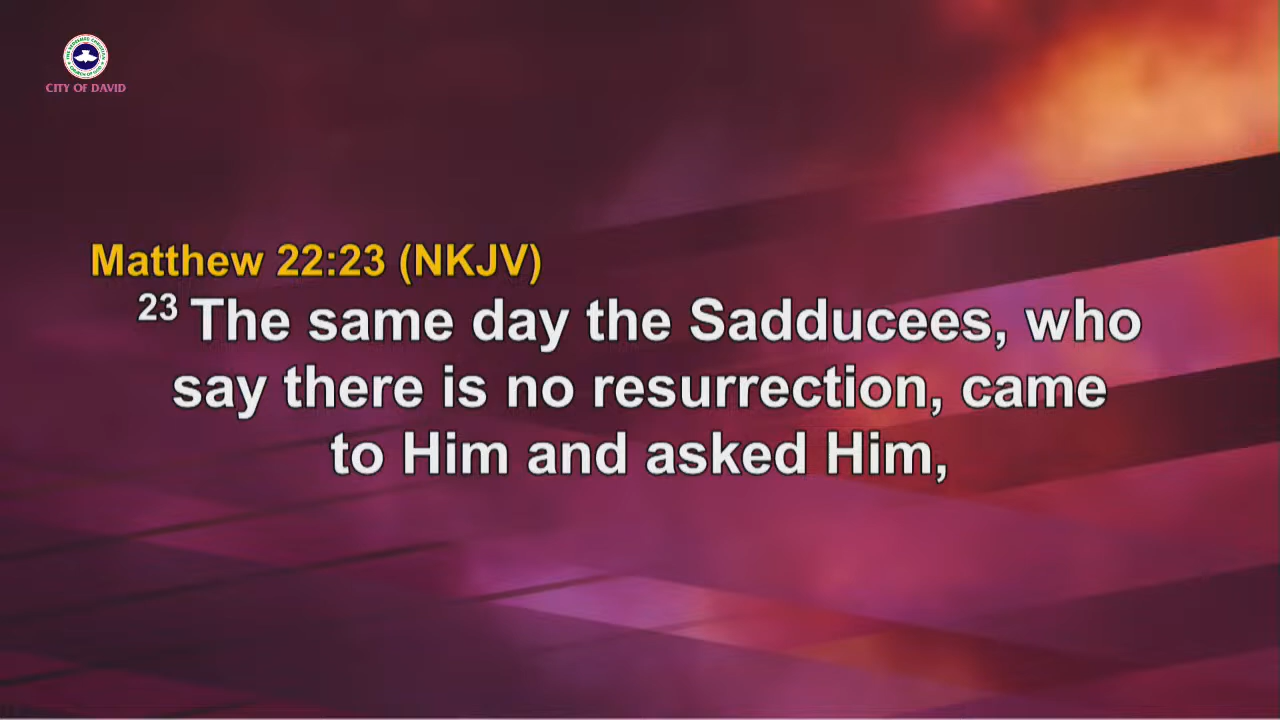 CITY OF DAVID
Matthew 22:23 (NKJV)
23 The same day the Sadducees, who
say there is no resurrection, came
to Him and asked Him,